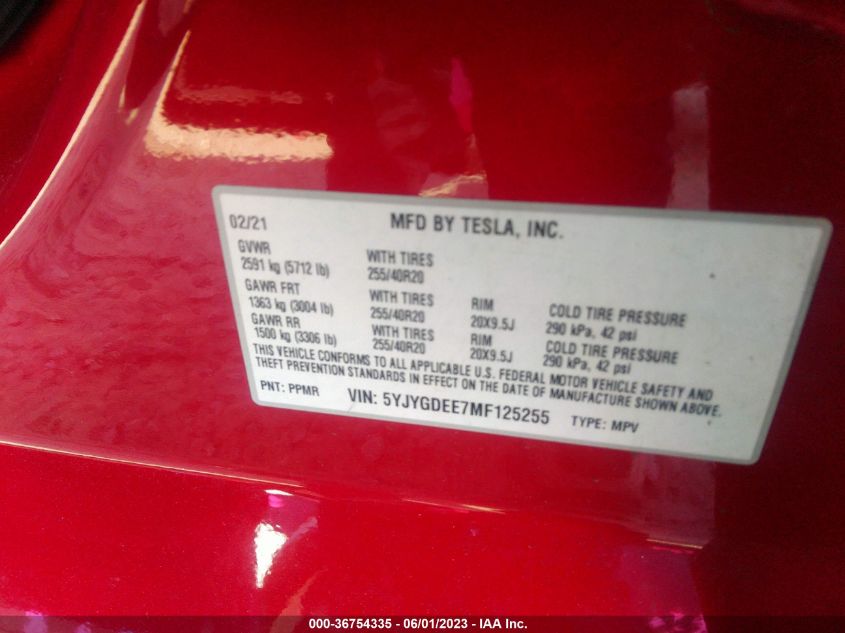 02/21 MFD BY TESLA, INC.
GVWR
2591 kg (5712 lb) WITH TIRES
255/40R20
GAWR FRT
1363 kg (3004 lb) WITH TIRES
255/40R20 RIM
20X9.5J COLD TIRE PRESSURE
290 kPa, 42 psi
GAWR RR
1500 kg (3306 lb) WITH TIRES
255/40R20 RIM
20X9.5J COLD TIRE PRESSURE
290 kPa, 42 psi
THIS VEHICLE CONFORMS TO ALL APPLICABLE U.S. FEDERAL MOTOR VEHICLE SAFETY AND
THEFT PREVENTION STANDARDS IN EFFECT ON THE DATE OF MANUFACTURE SHOWN ABOVE.
PNT: PPMR VIN: 5YJYGDEE7MF125255 TYPE: MPV
000-36754335 - 06/01/2023 - IAA Inc.